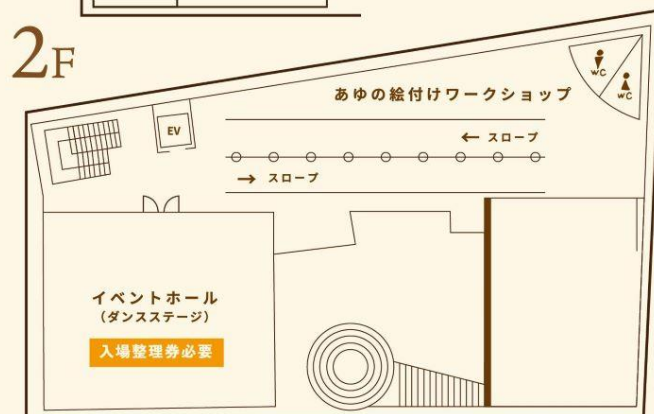 2F
あゆの絵付けワークショップ
WC
WC
EV
← スロープ
→ スロープ
イベントホール
（ダンスステージ）
入場整理券必要